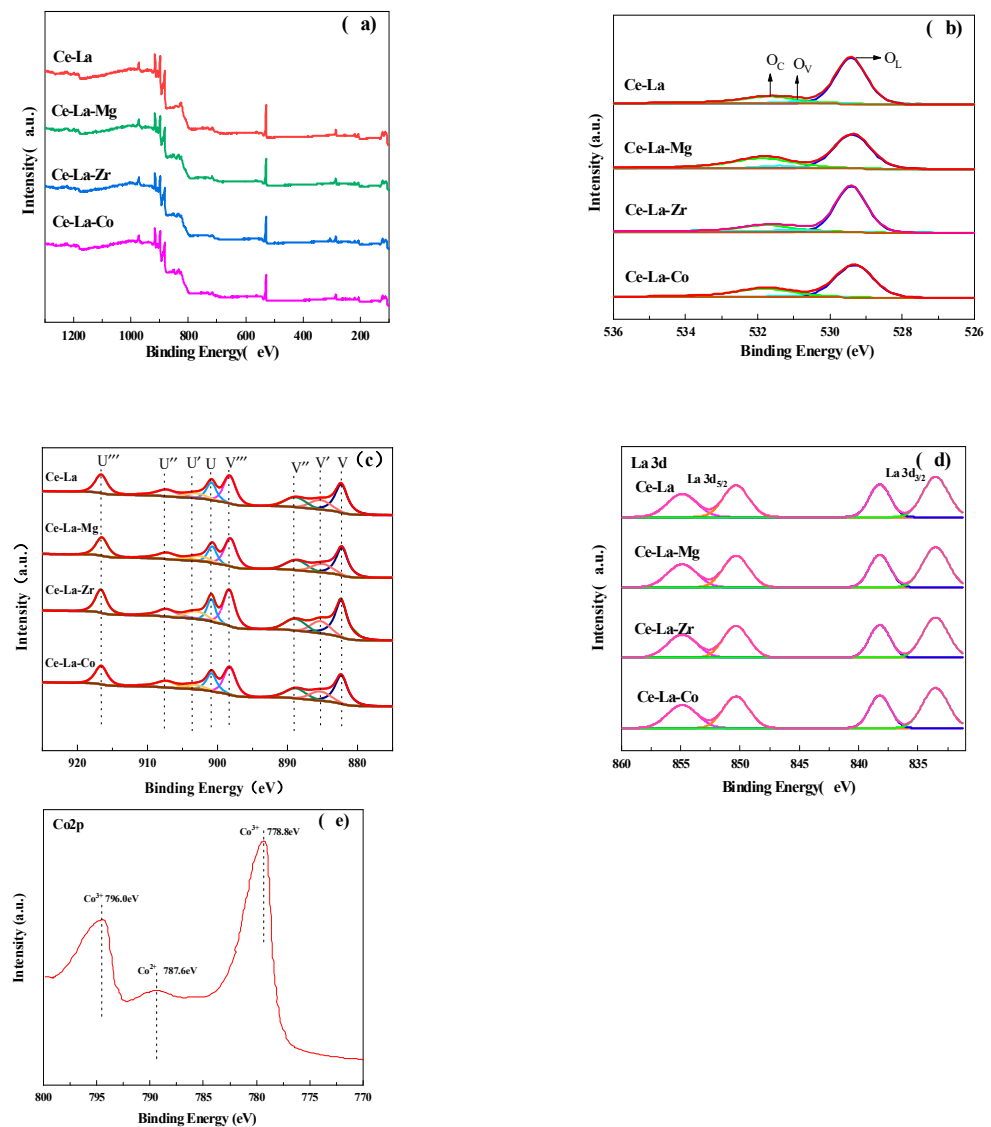 ( a)
Ce-La
Ce-La-Mg
Ce-La-Zr
Ce-La-Co
Intensity( a.u.)
1200 1000 800 600 400 200
Binding Energy( eV)
( b)
O_C O_V O_L
Ce-La
Ce-La-Mg
Ce-La-Zr
Ce-La-Co
Intensity (a.u.)
536 534 532 530 528 526
Binding Energy (eV)
(c)
U''' U'' U' U V''' V'' V' V
Ce-La
Ce-La-Mg
Ce-La-Zr
Ce-La-Co
Intensity (a.u.)
920 910 900 890 880
Binding Energy (eV)
( d)
La 3d
La 3d5/2 La 3d3/2
Ce-La
Ce-La-Mg
Ce-La-Zr
Ce-La-Co
Intensity( a.u.)
860 855 850 845 840 835
Binding Energy( eV)
( e)
Co2p
Co³⁺ 778.8eV
Co³⁺ 796.0eV
Co²⁺ 787.6eV
Intensity (a.u.)
800 795 790 785 780 775 770
Binding Energy (eV)